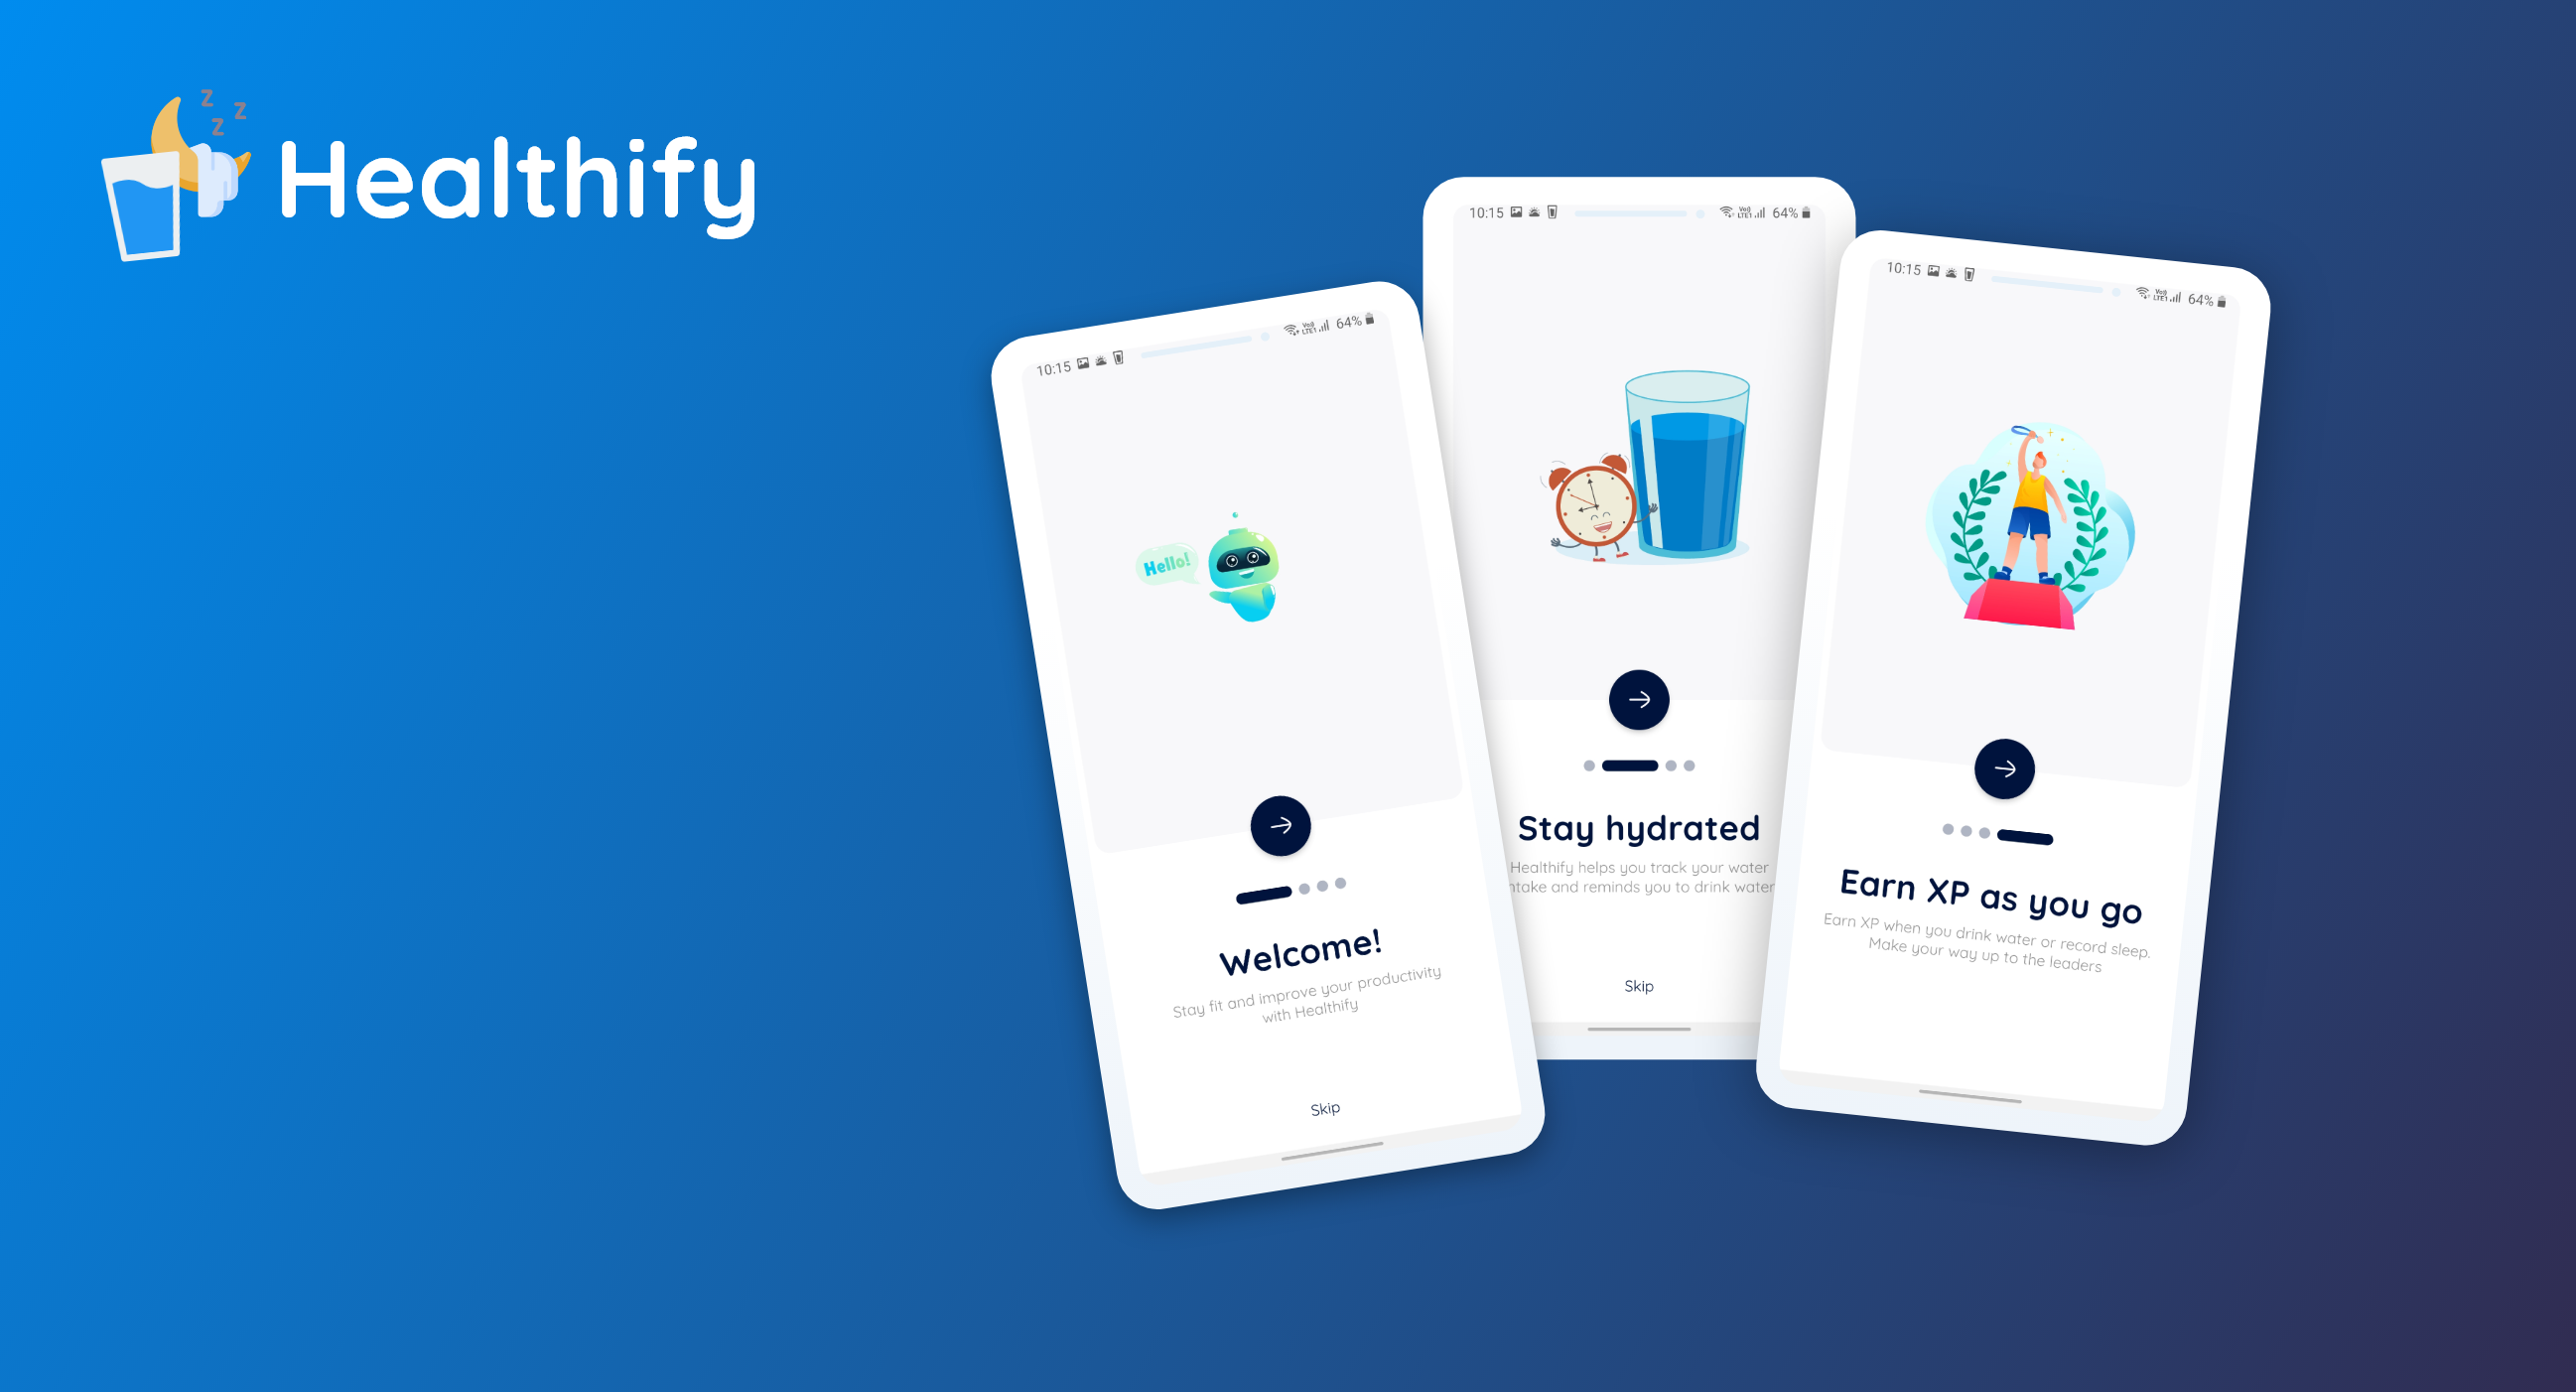 z z
z
Healthify
10:15 64%
Hello!
Welcome!
Stay fit and improve your productivity
with Healthify
Skip
10:15 VoD LTE1 64%
Stay hydrated
Healthify helps you track your water
ntake and reminds you to drink water
Skip
10:15 64%
Earn XP as you go
Earn XP when you drink water or record sleep.
Make your way up to the leaders